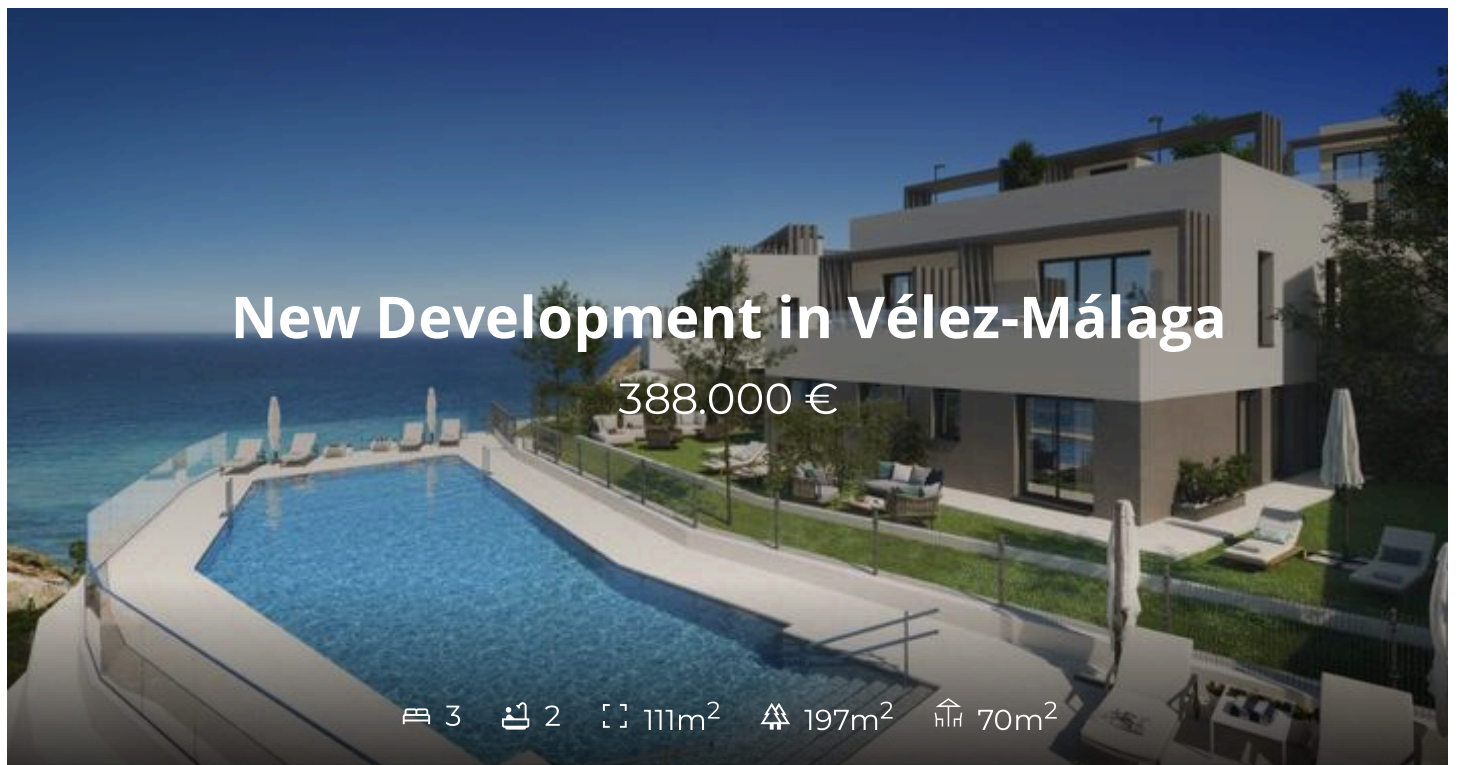 New Development in Vélez-Málaga
388.000 €
3 2 111m² 197m² 70m²